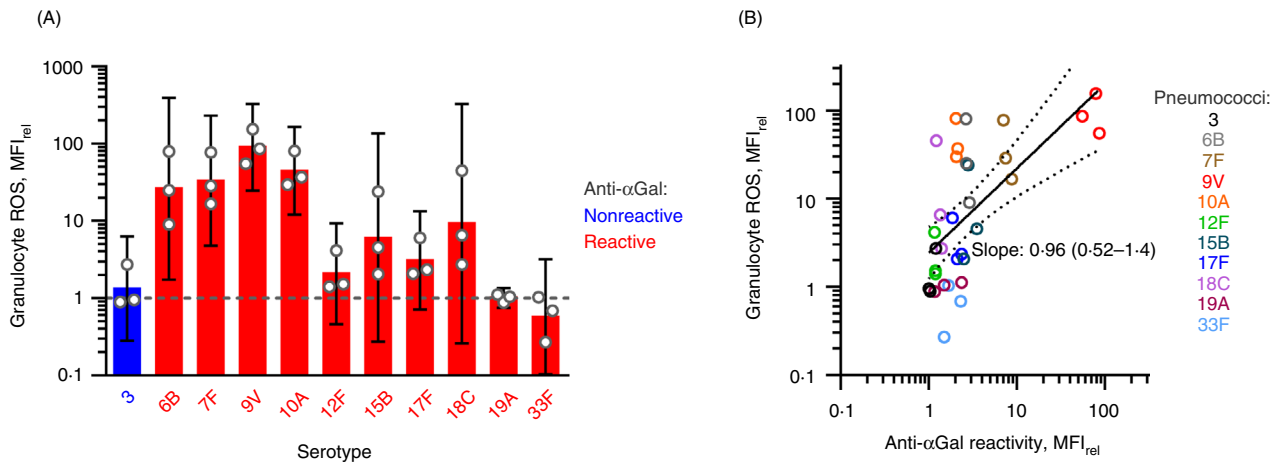 (A)
1000
100
10
1
0·1
Granulocyte ROS, MFIrel
3
6B
7F
9V
10A
12F
15B
17F
18C
19A
33F
Serotype
Anti-αGal:
Nonreactive
Reactive
(B)
100
10
1
0·1
Granulocyte ROS, MFIrel
Slope: 0·96 (0·52–1·4)
0·1
1
10
100
Anti-αGal reactivity, MFIrel
Pneumococci:
3
6B
7F
9V
10A
12F
15B
17F
18C
19A
33F